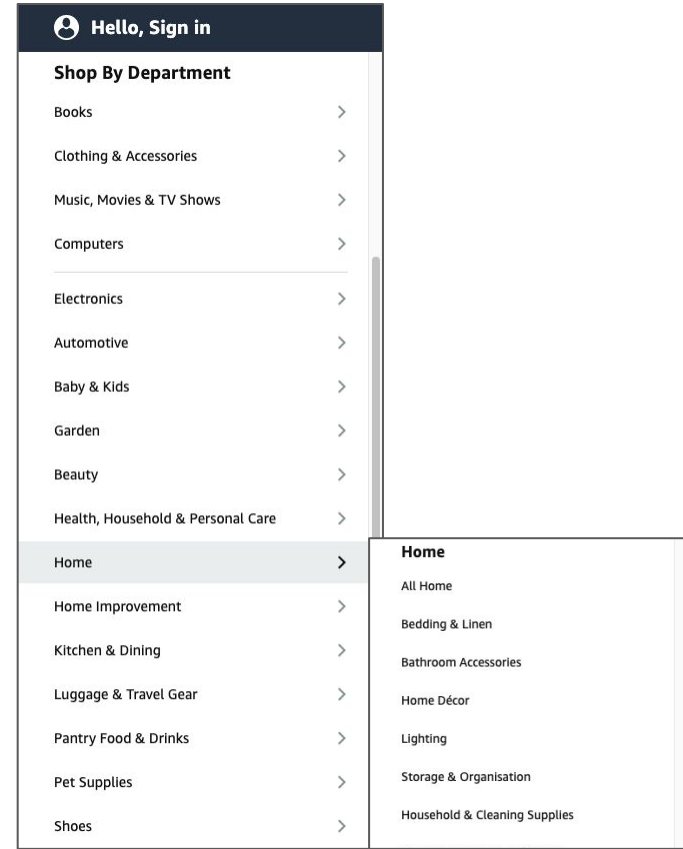 Hello, Sign in
Shop By Department
Books
Clothing & Accessories
Music, Movies & TV Shows
Computers
Electronics
Automotive
Baby & Kids
Garden
Beauty
Health, Household & Personal Care
Home
Home Improvement
Kitchen & Dining
Luggage & Travel Gear
Pantry Food & Drinks
Pet Supplies
Shoes
Home
All Home
Bedding & Linen
Bathroom Accessories
Home Décor
Lighting
Storage & Organisation
Household & Cleaning Supplies